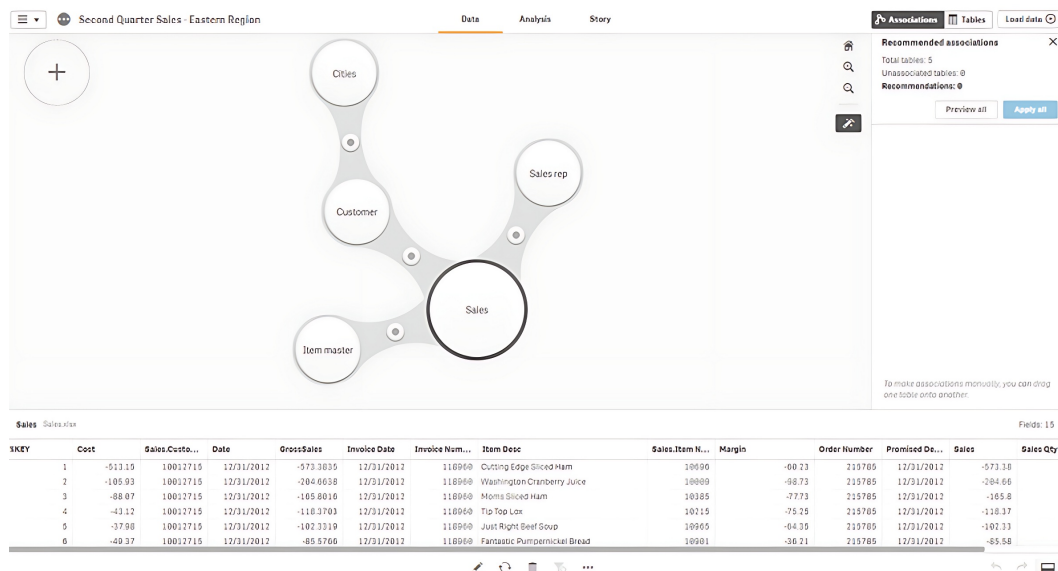 Second Quarter Sales - Eastern Region Data Analysis Story Associations Tables Load data
Recommended associations
Total tables: 5
Unassociated tables: 0
Recommendations: 0
Preview all Apply all
Cities
Sales rep
Customer
Sales
Item master
To make associations manually, you can drag
one table onto another.
Sales Sales.xlsx Fields: 15
%KEY Cost Sales.Custo... Date GrossSales Invoice Date Invoice Num... Item Desc Sales.Item N... Margin Order Number Promised De... Sales Sales Qty
1 -513.15 10012715 12/31/2012 -573.3835 12/31/2012 118960 Cutting Edge Sliced Ham 10696 -60.23 215785 12/31/2012 -573.38
2 -105.93 10012715 12/31/2012 -204.6638 12/31/2012 118960 Washington Cranberry Juice 10009 -98.73 215785 12/31/2012 -204.66
3 -88.07 10012715 12/31/2012 -165.8016 12/31/2012 118960 Moms Sliced Ham 10385 -77.73 215785 12/31/2012 -165.8
4 -43.12 10012715 12/31/2012 -118.3703 12/31/2012 118960 Tip Top Lox 10215 -75.25 215785 12/31/2012 -118.37
5 -37.98 10012715 12/31/2012 -102.3319 12/31/2012 118960 Just Right Beef Soup 10965 -64.35 215785 12/31/2012 -102.33
6 -49.37 10012715 12/31/2012 -85.5766 12/31/2012 118960 Fantastic Pumpernickel Bread 10901 -36.21 215785 12/31/2012 -85.58